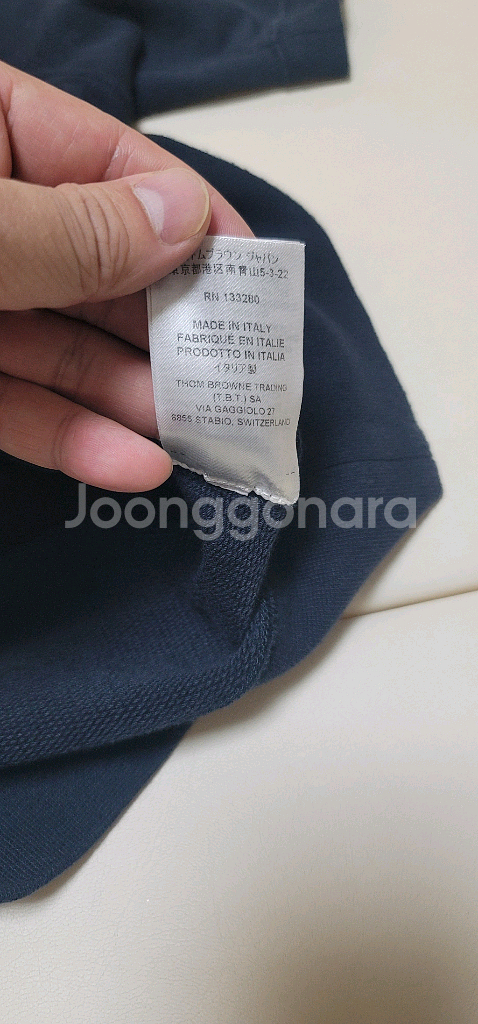 ムブラウン ジャパン
東京都港区南青山5-3-22
RN 133280
MADE IN ITALY
FABRIQUÉ EN ITALIE
PRODOTTO IN ITALIA
イタリア製
THOM BROWNE TRADING
(T.B.T.) SA
VIA GAGGIOLO 27
6855 STABIO, SWITZERLAND
Joonggonara